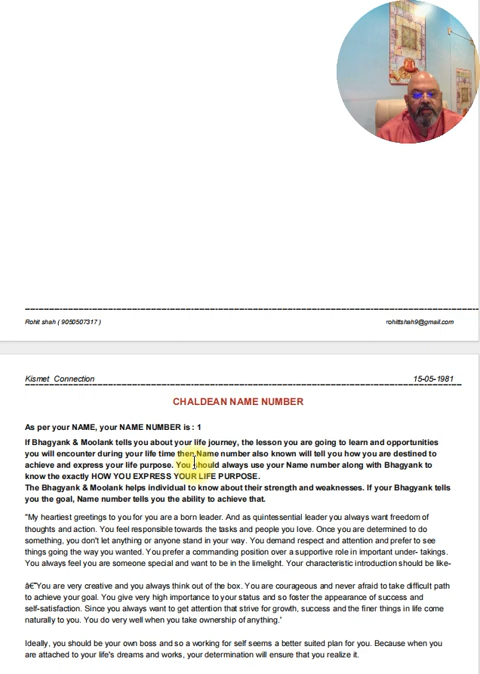 Rohit shah ( 9050507317 )
rohittshah9@gmail.com
Kismet Connection
15-05-1981
CHALDEAN NAME NUMBER
As per your NAME, your NAME NUMBER is : 1
If Bhagyank & Moolank tells you about your life journey, the lesson you are going to learn and opportunities
you will encounter during your life time then,Name number also known will tell you how you are destined to
achieve and express your life purpose. You should always use your Name number along with Bhagyank to
know the exactly HOW YOU EXPRESS YOUR LIFE PURPOSE.
The Bhagyank & Moolank helps individual to know about their strength and weaknesses. If your Bhagyank tells
you the goal, Name number tells you the ability to achieve that.
"My heartiest greetings to you for you are a born leader. And as quintessential leader you always want freedom of
thoughts and action. You feel responsible towards the tasks and people you love. Once you are determined to do
something, you don't let anything or anyone stand in your way. You demand respect and attention and prefer to see
things going the way you wanted. You prefer a commanding position over a supportive role in important under- takings.
You always feel you are someone special and want to be in the limelight. Your characteristic introduction should be like-
â€˜You are very creative and you always think out of the box. You are courageous and never afraid to take difficult path
to achieve your goal. You give very high importance to your status and so foster the appearance of success and
self-satisfaction. Since you always want to get attention that strive for growth, success and the finer things in life come
naturally to you. You do very well when you take ownership of anything.'
Ideally, you should be your own boss and so a working for self seems a better suited plan for you. Because when you
are attached to your life's dreams and works, your determination will ensure that you realize it.